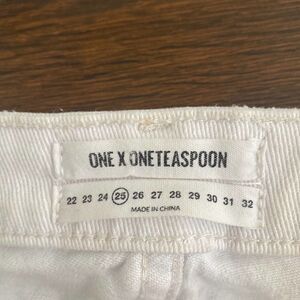 ONE X ONETEASPOON
22 23 24 25 26 27 28 29 30 31 32
MADE IN CHINA